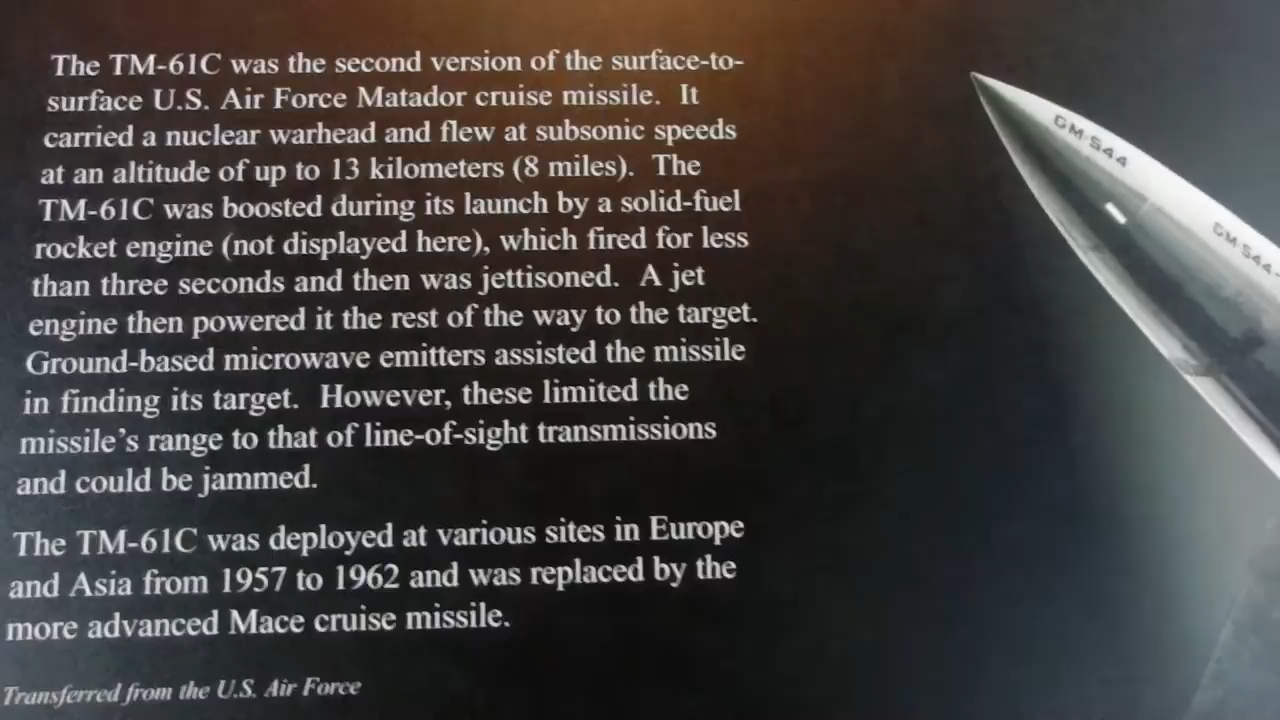 The TM-61C was the second version of the surface-to-
surface U.S. Air Force Matador cruise missile. It
carried a nuclear warhead and flew at subsonic speeds
at an altitude of up to 13 kilometers (8 miles). The
TM-61C was boosted during its launch by a solid-fuel
rocket engine (not displayed here), which fired for less
than three seconds and then was jettisoned. A jet
engine then powered it the rest of the way to the target.
Ground-based microwave emitters assisted the missile
in finding its target. However, these limited the
missile's range to that of line-of-sight transmissions
and could be jammed.
The TM-61C was deployed at various sites in Europe
and Asia from 1957 to 1962 and was replaced by the
more advanced Mace cruise missile.
Transferred from the U.S. Air Force
GM-544
GM-544